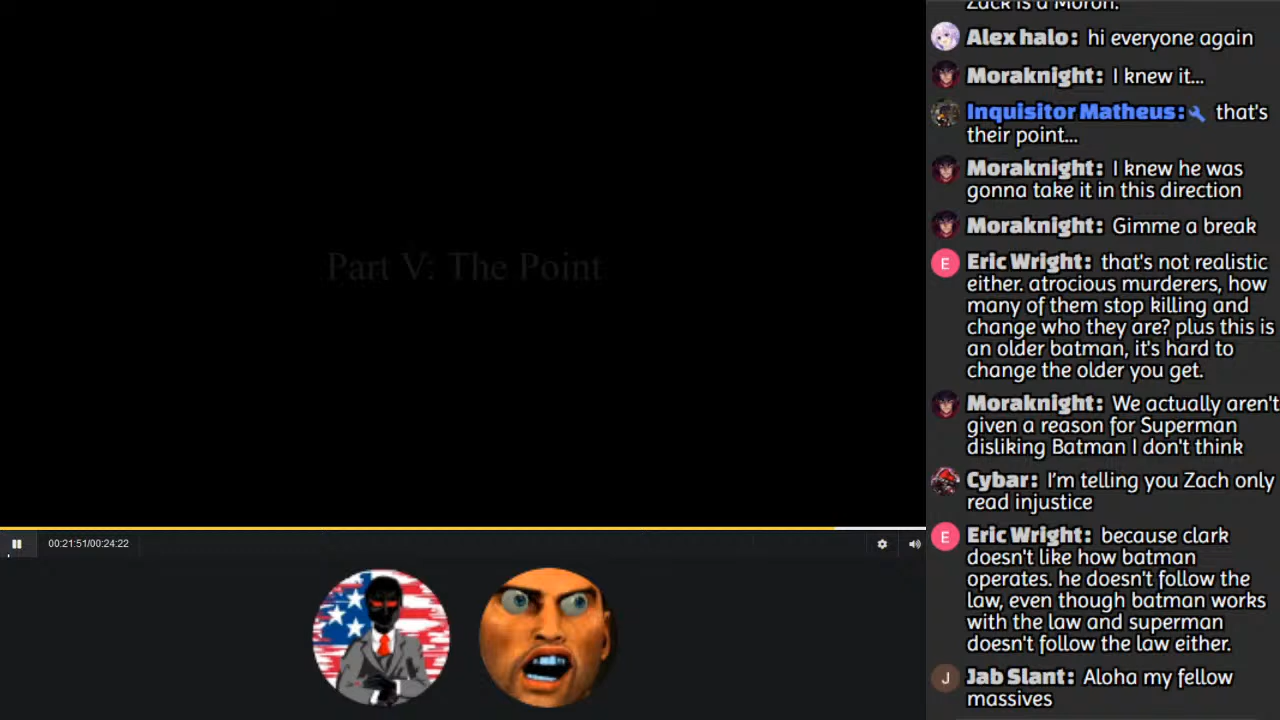 Zack is a Moron.
Alex halo: hi everyone again
Moraknight: I knew it...
Inquisitor Matheus: that's
their point...
Moraknight: I knew he was
gonna take it in this direction
Moraknight: Gimme a break
E Eric Wright: that's not realistic
either. atrocious murderers, how
many of them stop killing and
change who they are? plus this is
an older batman, it's hard to
change the older you get.
Moraknight: We actually aren't
given a reason for Superman
disliking Batman I don't think
Cybar: I'm telling you Zach only
read injustice
E Eric Wright: because clark
doesn't like how batman
operates. he doesn't follow the
law, even though batman works
with the law and superman
doesn't follow the law either.
J Jab Slant: Aloha my fellow
massives
Part V: The Point
00:21:51/00:24:22